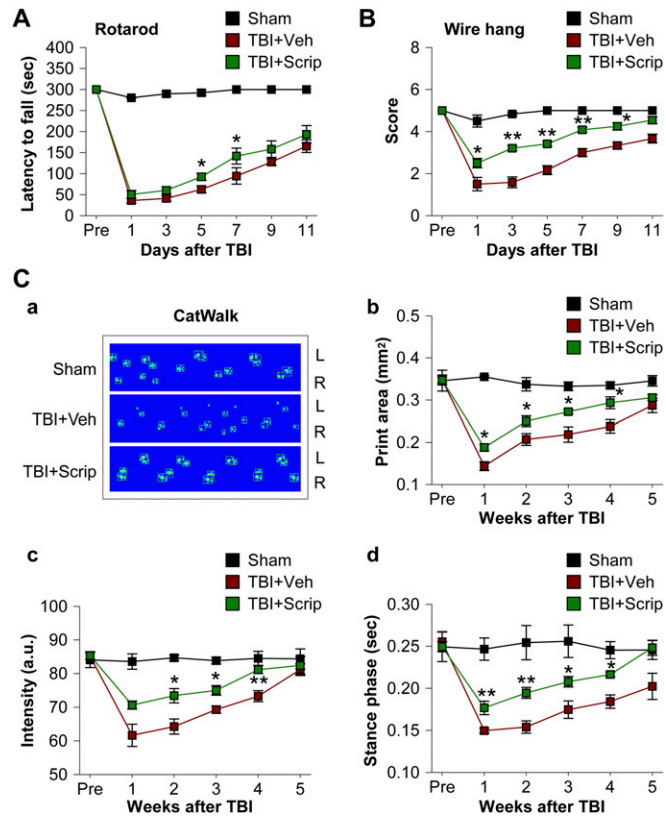 A
Rotarod
Sham
TBI+Veh
TBI+Scrip
Latency to fall (sec)
400
350
300
250
200
150
100
50
0
* *
Pre 1 3 5 7 9 11
Days after TBI
B
Wire hang
Sham
TBI+Veh
TBI+Scrip
Score
8
6
4
2
0
* ** ** ** *
Pre 1 3 5 7 9 11
Days after TBI
C
a
CatWalk
Sham
L
R
TBI+Veh
L
R
TBI+Scrip
L
R
b
Sham
TBI+Veh
TBI+Scrip
Print area (mm²)
0.5
0.4
0.3
0.2
0.1
* * * *
Pre 1 2 3 4 5
Weeks after TBI
c
Sham
TBI+Veh
TBI+Scrip
Intensity (a.u.)
100
90
80
70
60
50
* * **
Pre 1 2 3 4 5
Weeks after TBI
d
Sham
TBI+Veh
TBI+Scrip
Stance phase (sec)
0.30
0.25
0.20
0.15
0.10
** ** * *
Pre 1 2 3 4 5
Weeks after TBI